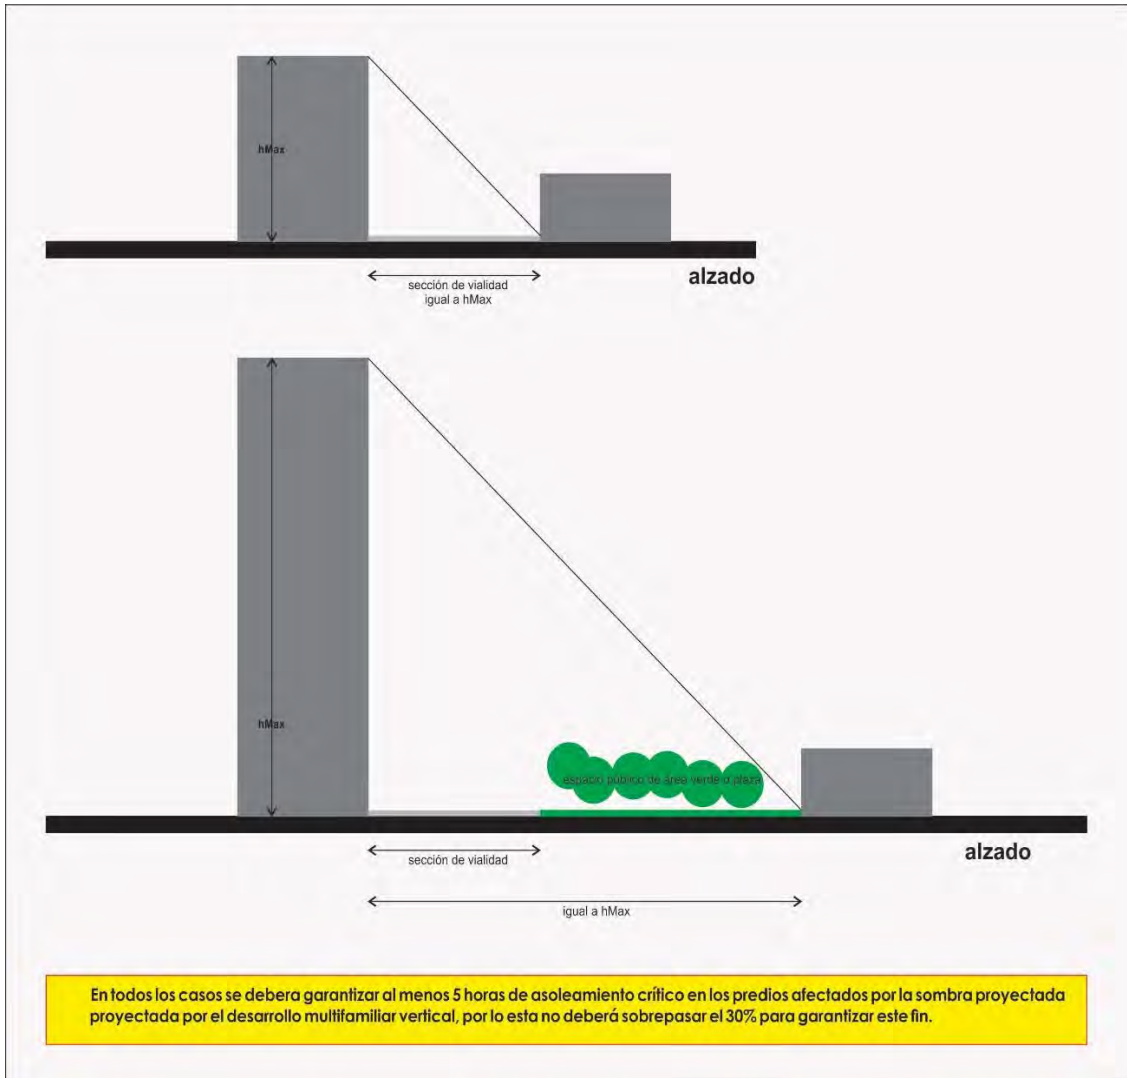 hMax
alzado
sección de vialidad
igual a hMax
hMax
espacio público de área verde o plaza
alzado
sección de vialidad
igual a hMax
En todos los casos se debera garantizar al menos 5 horas de asoleamiento crítico en los predios afectados por la sombra proyectada
proyectada por el desarrollo multifamiliar vertical, por lo esta no deberá sobrepasar el 30% para garantizar este fin.